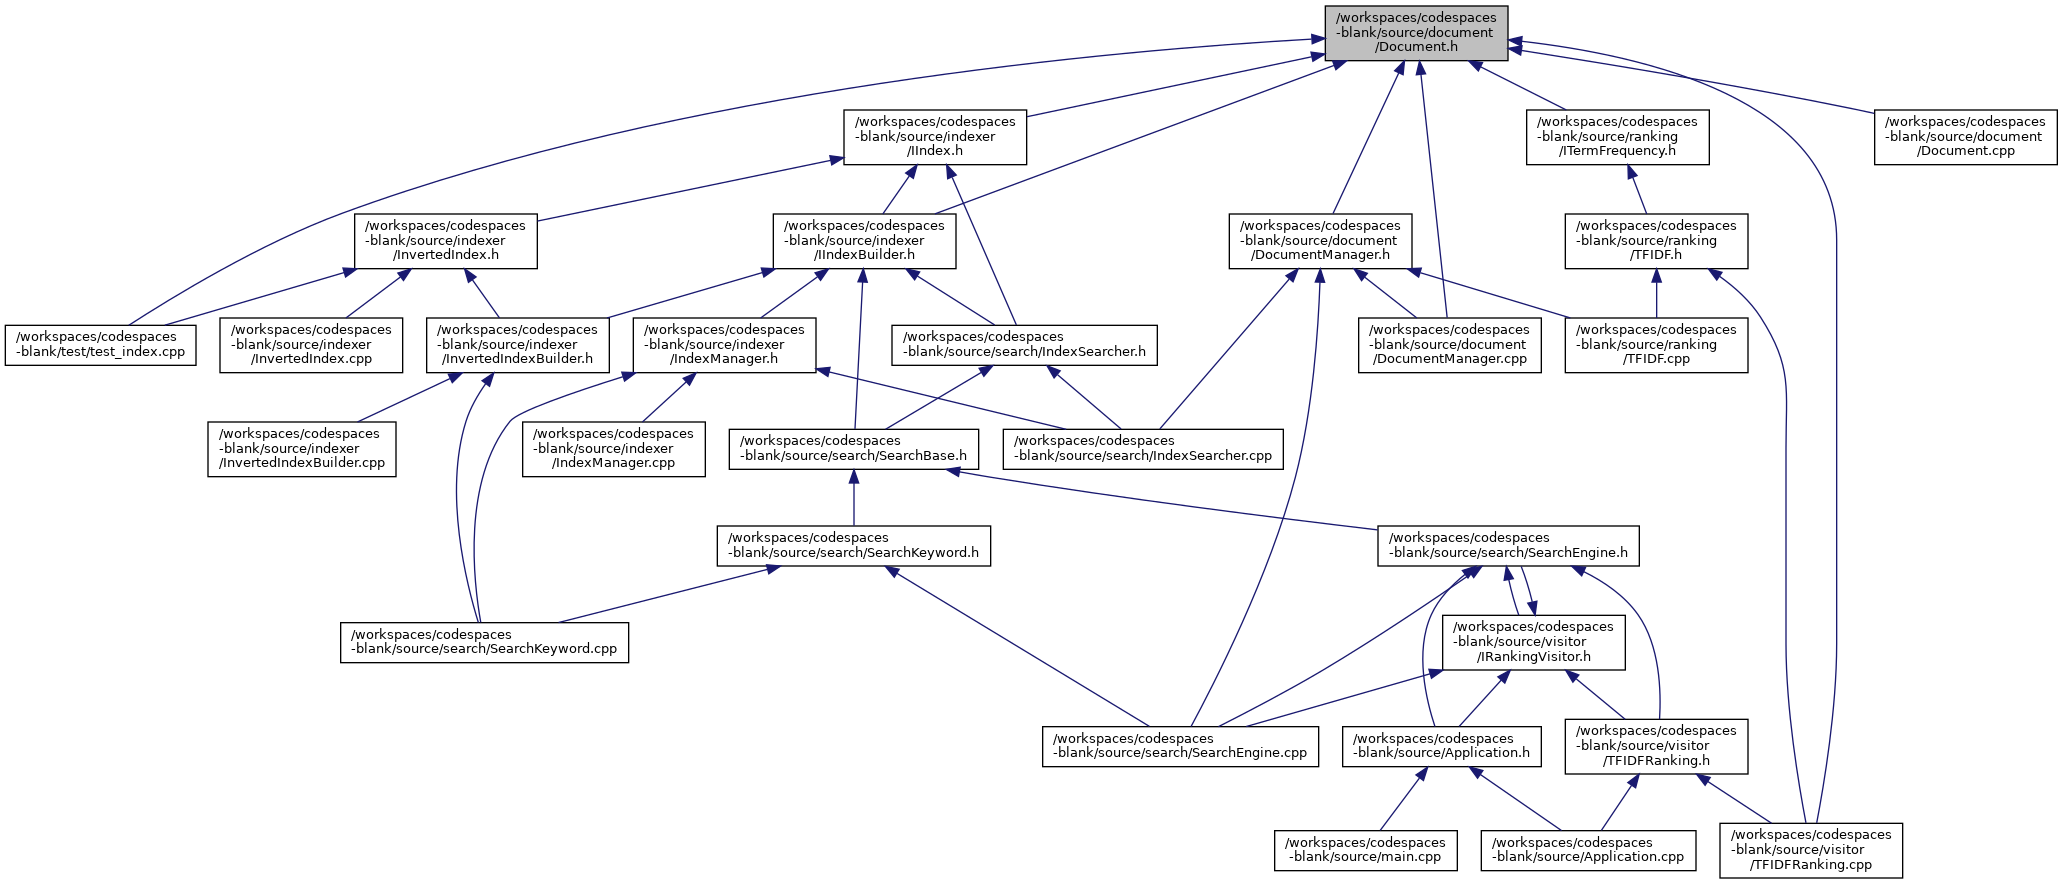 /workspaces/codespaces
-blank/source/document
/Document.h
/workspaces/codespaces
-blank/source/indexer
/IIndex.h
/workspaces/codespaces
-blank/source/ranking
/ITermFrequency.h
/workspaces/codespaces
-blank/source/document
/Document.cpp
/workspaces/codespaces
-blank/source/indexer
/InvertedIndex.h
/workspaces/codespaces
-blank/source/indexer
/IIndexBuilder.h
/workspaces/codespaces
-blank/source/document
/DocumentManager.h
/workspaces/codespaces
-blank/source/ranking
/TFIDF.h
/workspaces/codespaces
-blank/test/test_index.cpp
/workspaces/codespaces
-blank/source/indexer
/InvertedIndex.cpp
/workspaces/codespaces
-blank/source/indexer
/InvertedIndexBuilder.h
/workspaces/codespaces
-blank/source/indexer
/IndexManager.h
/workspaces/codespaces
-blank/source/search/IndexSearcher.h
/workspaces/codespaces
-blank/source/document
/DocumentManager.cpp
/workspaces/codespaces
-blank/source/ranking
/TFIDF.cpp
/workspaces/codespaces
-blank/source/indexer
/InvertedIndexBuilder.cpp
/workspaces/codespaces
-blank/source/indexer
/IndexManager.cpp
/workspaces/codespaces
-blank/source/search/SearchBase.h
/workspaces/codespaces
-blank/source/search/IndexSearcher.cpp
/workspaces/codespaces
-blank/source/search/SearchKeyword.h
/workspaces/codespaces
-blank/source/search/SearchEngine.h
/workspaces/codespaces
-blank/source/search/SearchKeyword.cpp
/workspaces/codespaces
-blank/source/visitor
/IRankingVisitor.h
/workspaces/codespaces
-blank/source/search/SearchEngine.cpp
/workspaces/codespaces
-blank/source/Application.h
/workspaces/codespaces
-blank/source/visitor
/TFIDFRanking.h
/workspaces/codespaces
-blank/source/main.cpp
/workspaces/codespaces
-blank/source/Application.cpp
/workspaces/codespaces
-blank/source/visitor
/TFIDFRanking.cpp